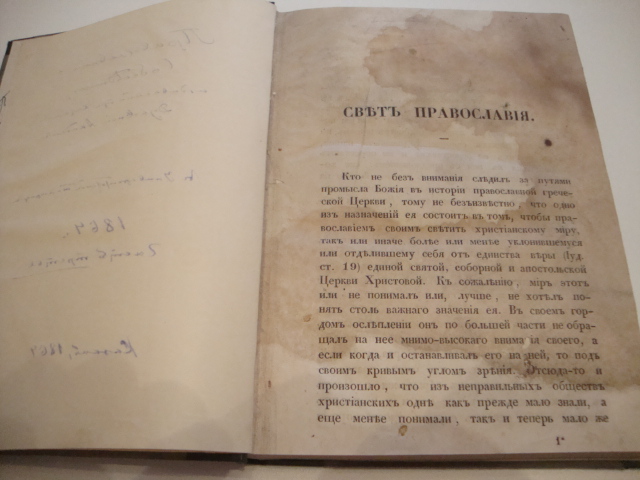 1864.
Казань, 1864
СВѢТЪ ПРАВОСЛАВІЯ.
Кто не безъ вниманія слѣдилъ за путями
промысла Божія въ исторіи православной грече-
ской Церкви, тому не безъизвѣстно, что одно
изъ назначеній ея состоитъ въ томъ, чтобы пра-
вославіемъ своимъ свѣтить христіанскому міру,
такъ или иначе болѣе или менѣе уклонившемуся
или отдѣлившему себя отъ единства вѣры (Іуд.
ст. 19) единой святой, соборной и апостольской
Церкви Христовой. Къ сожалѣнію, міръ этотъ
или не понималъ или, лучше, не хотѣлъ по-
нять столь важнаго значенія ея. Въ своемъ гор-
домъ ослѣпленіи онъ по большей части не обра-
щалъ на нее мнимо-высокаго вниманія своего, а
если когда и останавливалъ его на ней, то подъ
своимъ кривымъ угломъ зрѣнія. Отсюда-то и
произошло, что изъ неправильныхъ обществъ
христіанскихъ однѣ какъ прежде мало знали, а
еще менѣе понимали, такъ и теперь мало же
1*